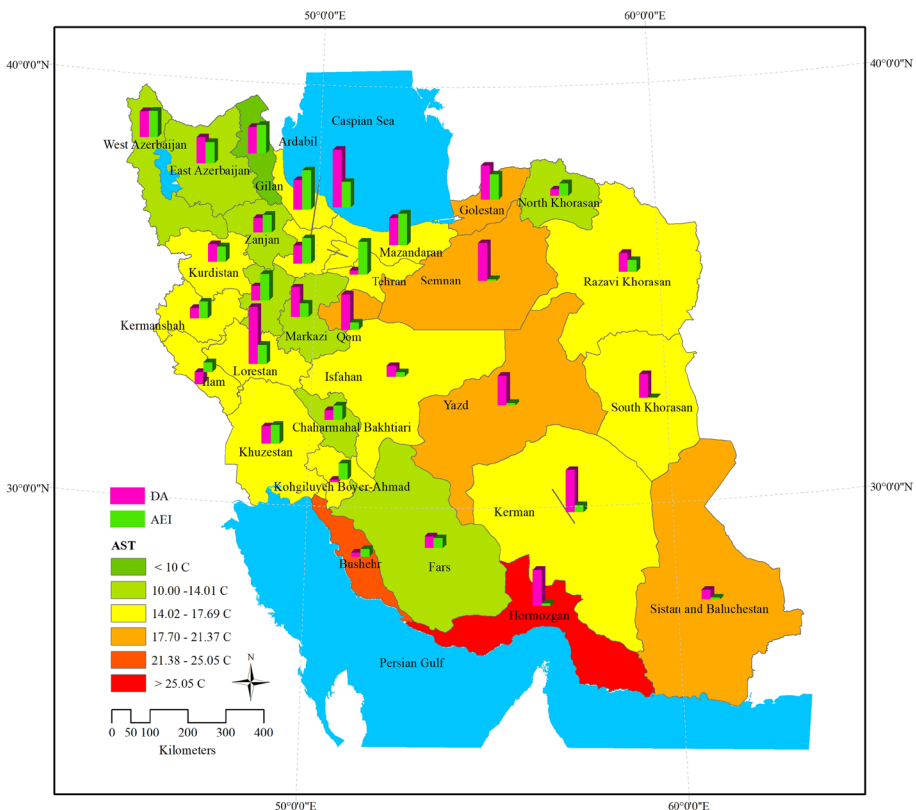 50°0'0"E 60°0'0"E
40°0'0"N 40°0'0"N
Caspian Sea
Ardabil
West Azerbaijan
East Azerbaijan
Gilan
North Khorasan
Golestan
Zanjan
Mazandaran
Kurdistan
Tehran Semnan Razavi Khorasan
Kermanshah
Markazi Qom
Lorestan
Isfahan
Ilam
Yazd
South Khorasan
Chaharmahal Bakhtiari
Khuzestan
Kohgiluyeh Boyer-Ahmad
30°0'0"N 30°0'0"N
DA
Kerman
AEI
AST
Bushehr
Fars
< 10 C
10.00 -14.01 C
Sistan and Baluchestan
14.02 - 17.69 C
Hormozgan
17.70 - 21.37 C
21.38 - 25.05 C
Persian Gulf
N
> 25.05 C
0 50 100 200 300 400
Kilometers
50°0'0"E 60°0'0"E